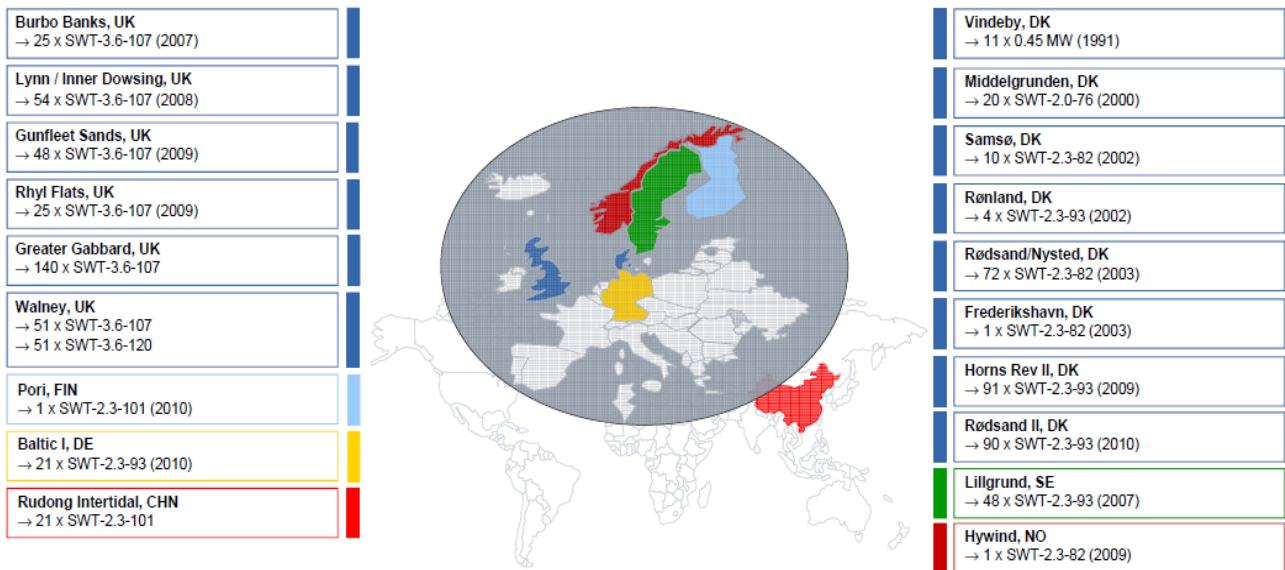 Burbo Banks, UK
→ 25 x SWT-3.6-107 (2007)
Lynn / Inner Dowsing, UK
→ 54 x SWT-3.6-107 (2008)
Gunfleet Sands, UK
→ 48 x SWT-3.6-107 (2009)
Rhyl Flats, UK
→ 25 x SWT-3.6-107 (2009)
Greater Gabbard, UK
→ 140 x SWT-3.6-107
Walney, UK
→ 51 x SWT-3.6-107
→ 51 x SWT-3.6-120
Pori, FIN
→ 1 x SWT-2.3-101 (2010)
Baltic I, DE
→ 21 x SWT-2.3-93 (2010)
Rudong Intertidal, CHN
→ 21 x SWT-2.3-101
Vindeby, DK
→ 11 x 0.45 MW (1991)
Middelgrunden, DK
→ 20 x SWT-2.0-76 (2000)
Samsø, DK
→ 10 x SWT-2.3-82 (2002)
Rønland, DK
→ 4 x SWT-2.3-93 (2002)
Rødsand/Nysted, DK
→ 72 x SWT-2.3-82 (2003)
Frederikshavn, DK
→ 1 x SWT-2.3-82 (2003)
Horns Rev II, DK
→ 91 x SWT-2.3-93 (2009)
Rødsand II, DK
→ 90 x SWT-2.3-93 (2010)
Lillgrund, SE
→ 48 x SWT-2.3-93 (2007)
Hywind, NO
→ 1 x SWT-2.3-82 (2009)